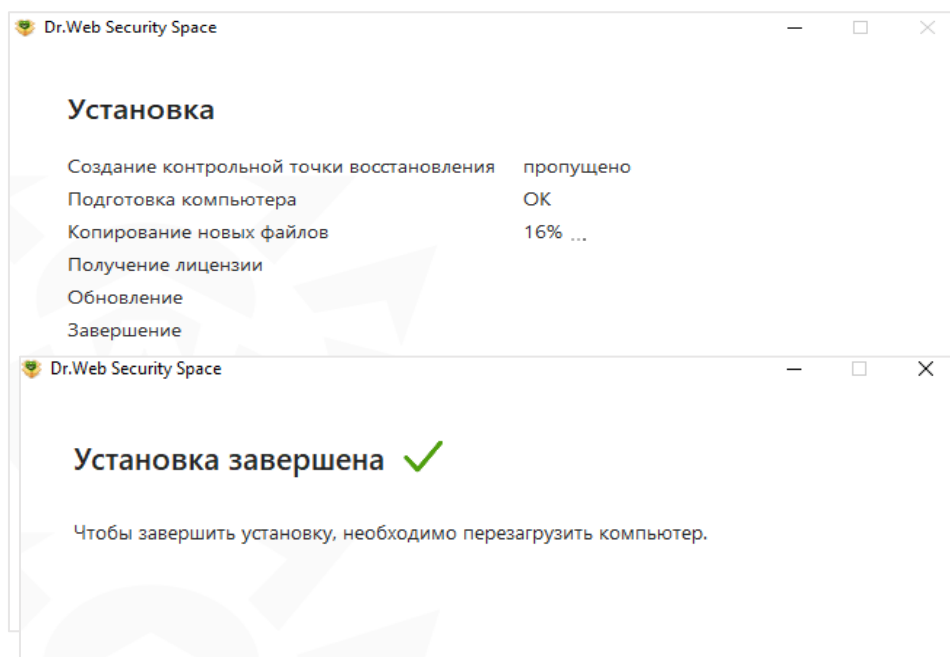 Dr.Web Security Space
Установка
Создание контрольной точки восстановления пропущено
Подготовка компьютера ОК
Копирование новых файлов 16% ...
Получение лицензии
Обновление
Завершение
Dr.Web Security Space
Установка завершена
Чтобы завершить установку, необходимо перезагрузить компьютер.